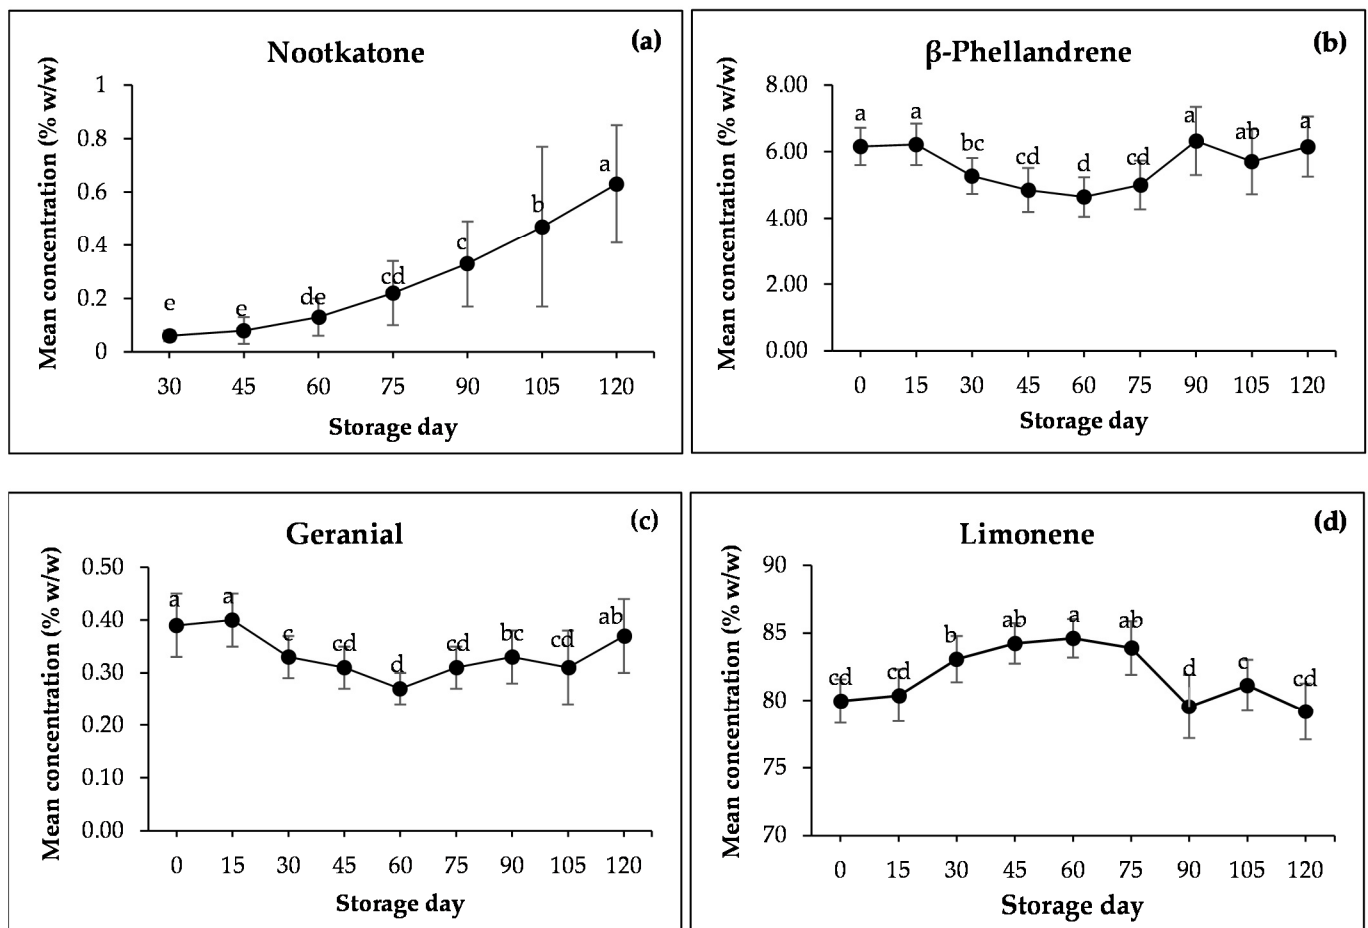 Nootkatone
(a)
Mean concentration (% w/w)
1
0.8
0.6
0.4
0.2
0
e
e
de
cd
c
b
a
30 45 60 75 90 105 120
Storage day
β-Phellandrene
(b)
Mean concentration (% w/w)
8.00
6.00
4.00
2.00
0.00
a a bc cd d cd a ab a
0 15 30 45 60 75 90 105 120
Storage day
Geranial
(c)
Mean concentration (% w/w)
0.50
0.40
0.30
0.20
0.10
0.00
a a c cd d cd bc cd ab
0 15 30 45 60 75 90 105 120
Storage day
Limonene
(d)
Mean concentration (% w/w)
90
85
80
75
70
cd cd b ab a ab d c cd
0 15 30 45 60 75 90 105 120
Storage day